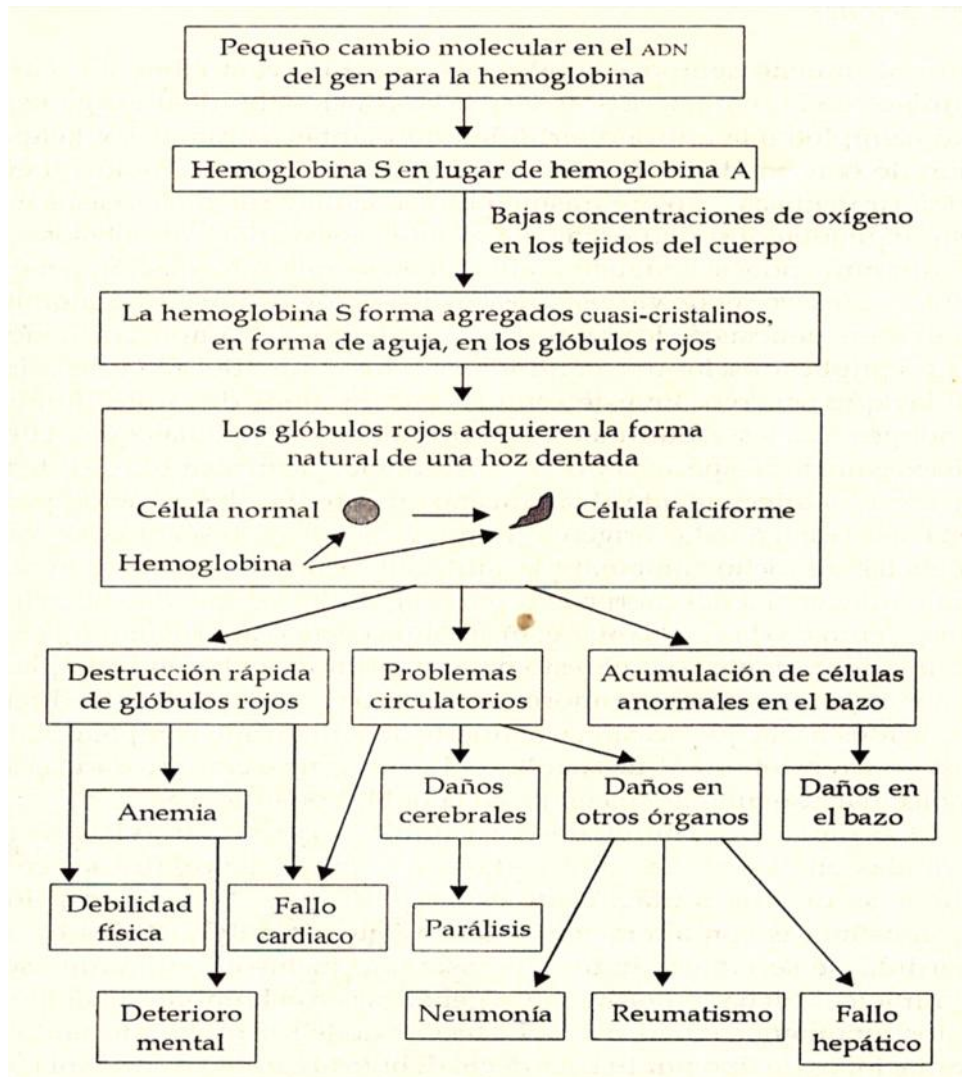 Pequeño cambio molecular en el ADN
del gen para la hemoglobina
Hemoglobina S en lugar de hemoglobina A
Bajas concentraciones de oxígeno
en los tejidos del cuerpo
La hemoglobina S forma agregados cuasi-cristalinos,
en forma de aguja, en los glóbulos rojos
Los glóbulos rojos adquieren la forma
natural de una hoz dentada
Célula normal
Célula falciforme
Hemoglobina
Destrucción rápida
de glóbulos rojos
Problemas
circulatorios
Acumulación de células
anormales en el bazo
Anemia
Daños
cerebrales
Daños en
otros órganos
Daños en
el bazo
Debilidad
física
Fallo
cardiaco
Parálisis
Deterioro
mental
Neumonía
Reumatismo
Fallo
hepático